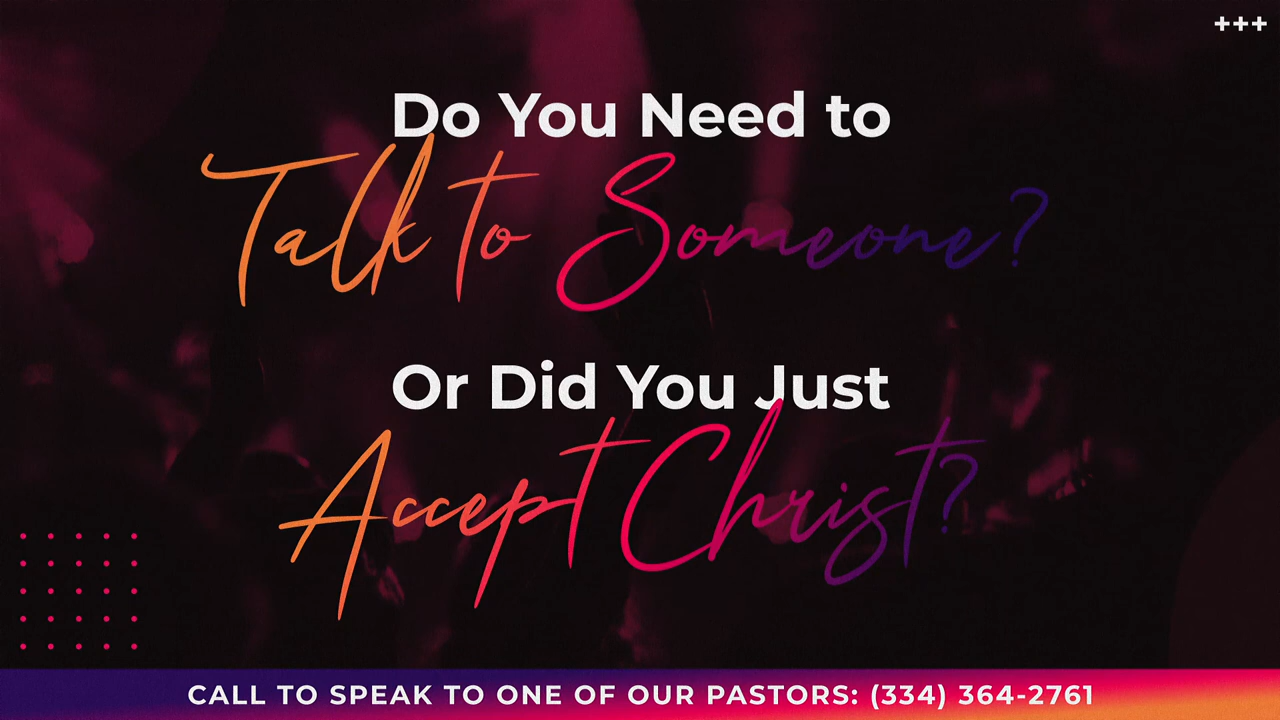 +++
Do You Need to
Talk to Someone?
Or Did You Just
Accept Christ?
CALL TO SPEAK TO ONE OF OUR PASTORS: (334) 364-2761